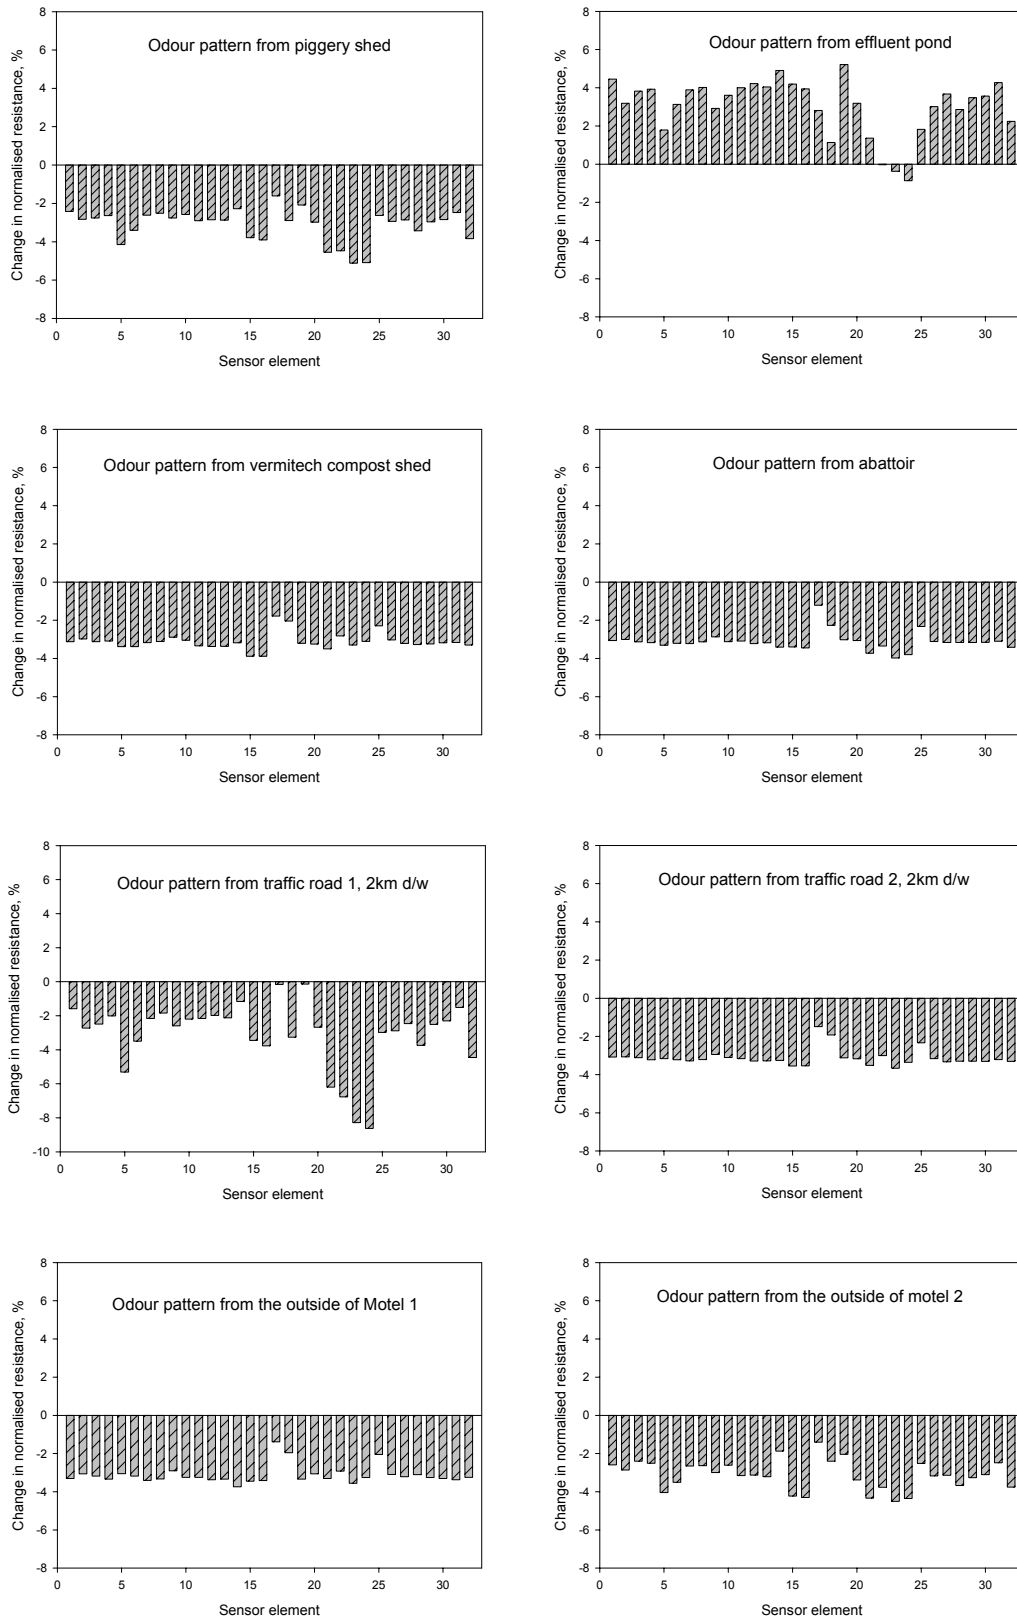 Odour pattern from piggery shed
Change in normalised resistance, %
8
6
4
2
0
-2
-4
-6
-8
0 5 10 15 20 25 30
Sensor element
Odour pattern from effluent pond
Change in normalised resistance, %
8
6
4
2
0
-2
-4
-6
-8
0 5 10 15 20 25 30
Sensor element
Odour pattern from vermitech compost shed
Change in normalised resistance, %
8
6
4
2
0
-2
-4
-6
-8
0 5 10 15 20 25 30
Sensor element
Odour pattern from abattoir
Change in normalised resistance, %
8
6
4
2
0
-2
-4
-6
-8
0 5 10 15 20 25 30
Sensor element
Odour pattern from traffic road 1, 2km d/w
Change in normalised resistance, %
8
6
4
2
0
-2
-4
-6
-8
-10
0 5 10 15 20 25 30
Sensor element
Odour pattern from traffic road 2, 2km d/w
Change in normalised resistance, %
8
6
4
2
0
-2
-4
-6
-8
0 5 10 15 20 25 30
Sensor element
Odour pattern from the outside of Motel 1
Change in normalised resistance, %
8
6
4
2
0
-2
-4
-6
-8
0 5 10 15 20 25 30
Sensor element
Odour pattern from the outside of motel 2
Change in normalised resistance, %
8
6
4
2
0
-2
-4
-6
-8
0 5 10 15 20 25 30
Sensor element